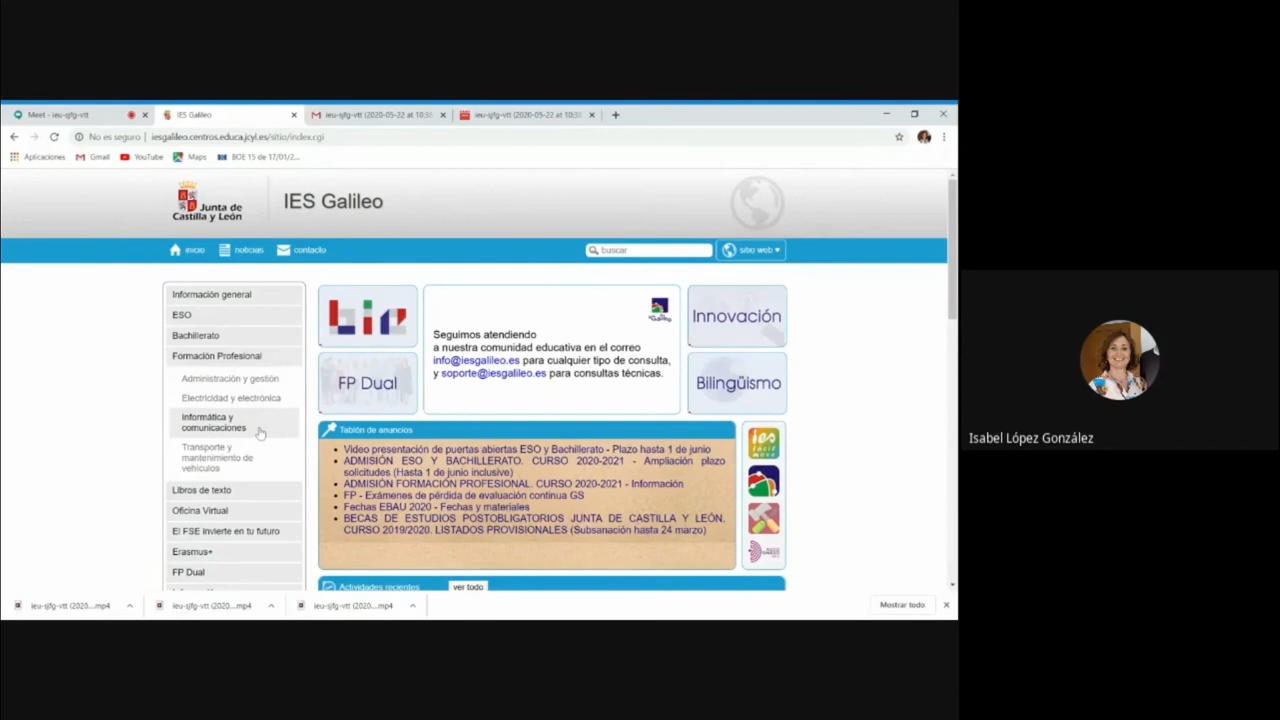 Meet - ieu-sjfg-vtt
IES Galileo
ieu-sjfg-vtt (2020-05-22 at 10:38
ieu-sjfg-vtt (2020-05-22 at 10:38
No es seguro | iesgalileo.centros.educa.jcyl.es/sitio/index.cgi
Aplicaciones
Gmail
YouTube
Maps
BOE 15 de 17/01/2...
Junta de
Castilla y León
IES Galileo
inicio
noticias
contacto
buscar
sitio web
Información general
ESO
Bachillerato
Formación Profesional
Administración y gestión
Electricidad y electrónica
Informática y
comunicaciones
Transporte y
mantenimiento de
vehículos
Libros de texto
Oficina Virtual
El FSE invierte en tu futuro
Erasmus+
FP Dual
FP Dual
Seguimos atendiendo
a nuestra comunidad educativa en el correo
info@iesgalileo.es para cualquier tipo de consulta,
y soporte@iesgalileo.es para consultas técnicas.
Innovación
Bilingüismo
Tablón de anuncios
Video presentación de puertas abiertas ESO y Bachillerato - Plazo hasta 1 de junio
ADMISIÓN ESO Y BACHILLERATO. CURSO 2020-2021 - Ampliación plazo
solicitudes (Hasta 1 de junio inclusive)
ADMISIÓN FORMACIÓN PROFESIONAL. CURSO 2020-2021 - Información
FP - Exámenes de pérdida de evaluación continua GS
Fechas EBAU 2020 - Fechas y materiales
BECAS DE ESTUDIOS POSTOBLIGATORIOS JUNTA DE CASTILLA Y LEÓN.
CURSO 2019/2020. LISTADOS PROVISIONALES (Subsanación hasta 24 marzo)
Actividades recientes
ver todo
ieu-sjfg-vtt (2020....mp4
ieu-sjfg-vtt (2020....mp4
ieu-sjfg-vtt (2020....mp4
Mostrar todo
Isabel López González